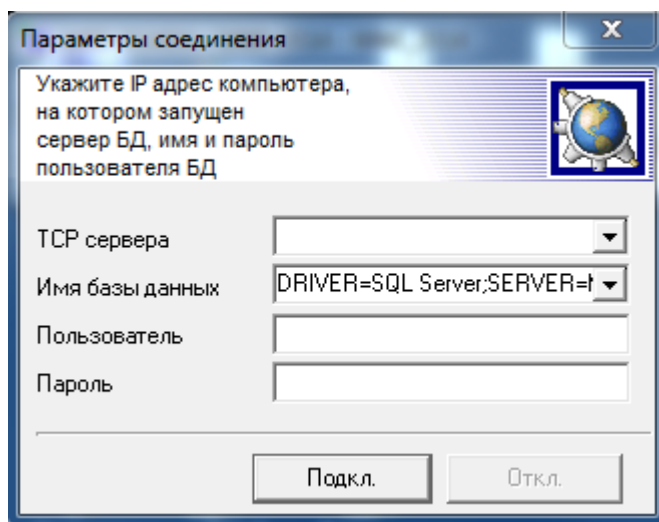 Параметры соединения
Укажите IP адрес компьютера,
на котором запущен
сервер БД, имя и пароль
пользователя БД
TCP сервера
Имя базы данных
DRIVER=SQL Server;SERVER=
Пользователь
Пароль
Подкл.
Откл.